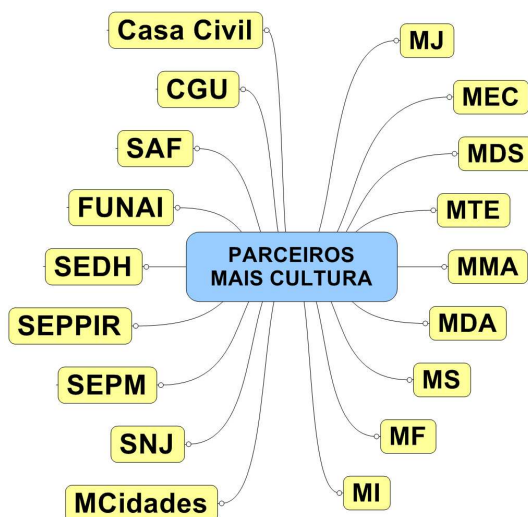 Casa Civil
CGU
SAF
FUNAI
SEDH
SEPPIR
SEPM
SNJ
MCidades
PARCEIROS
MAIS CULTURA
MJ
MEC
MDS
MTE
MMA
MDA
MS
MF
MI